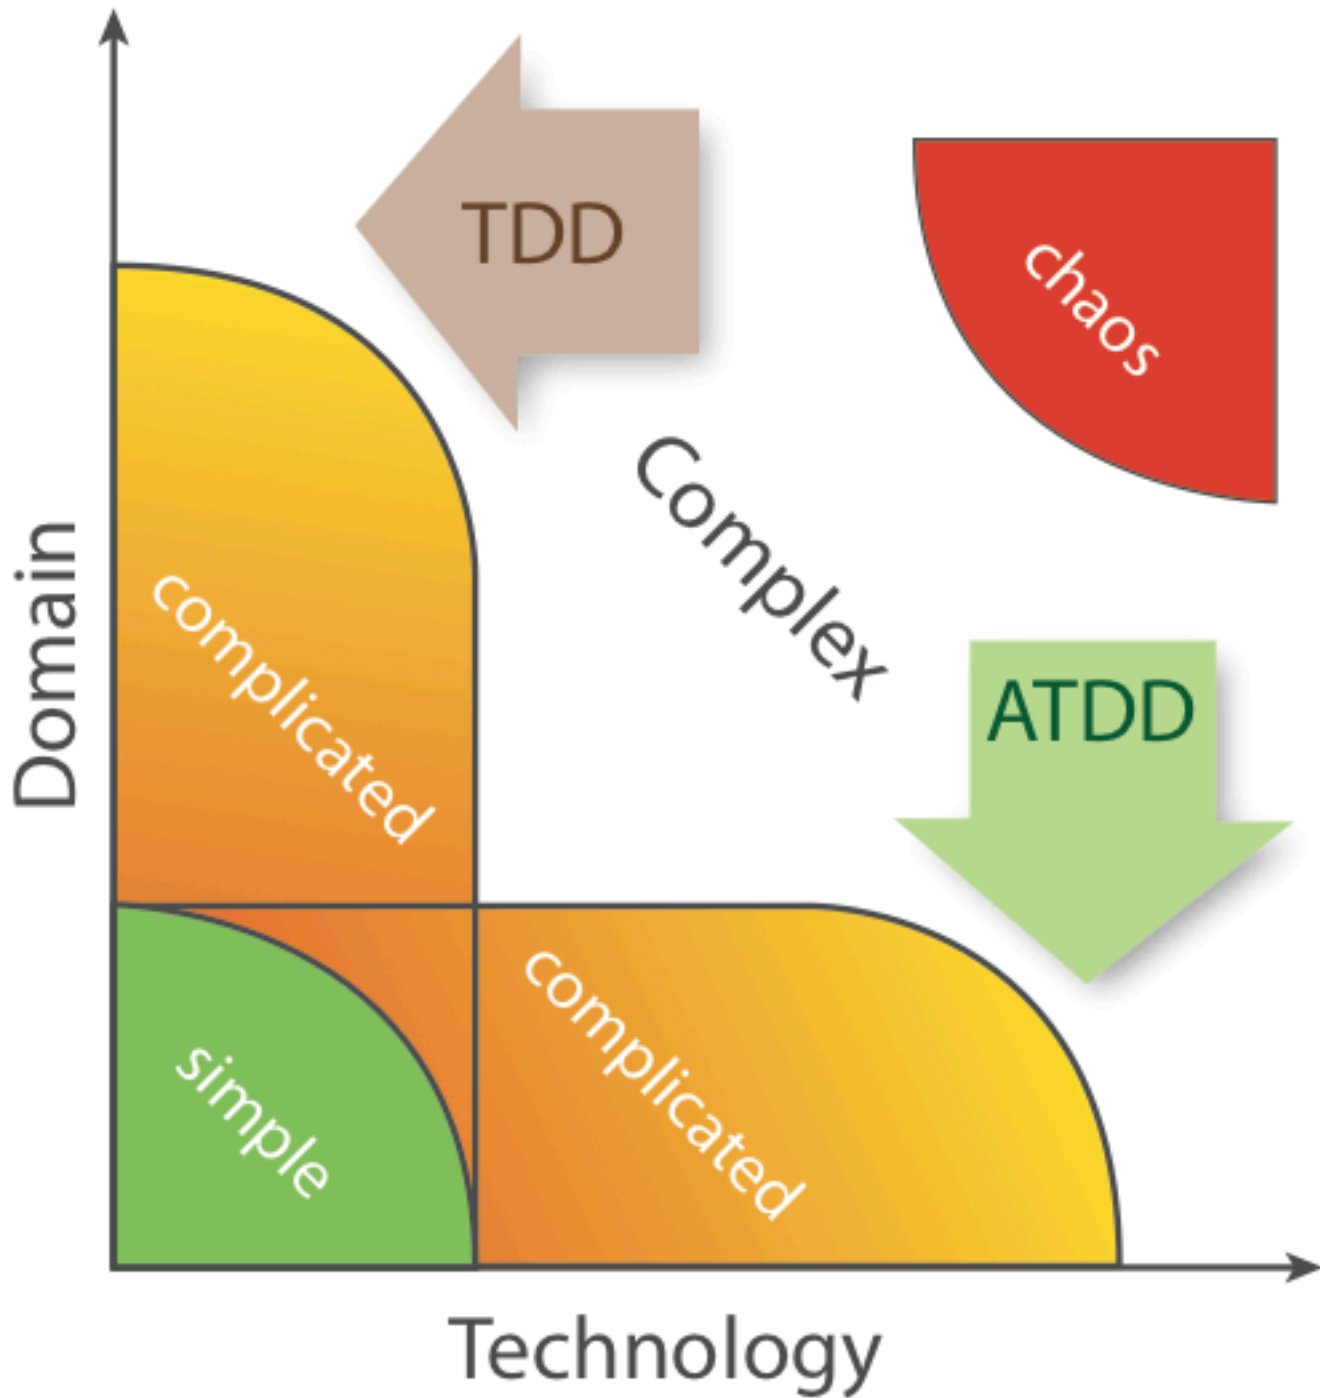 TDD
chaos
Complex
Domain
complicated
ATDD
complicated
simple
Technology